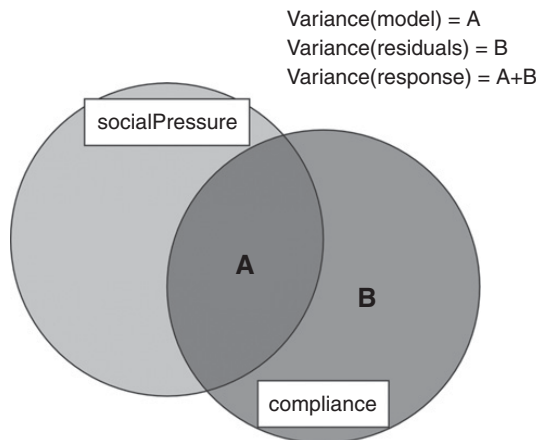 Variance(model) = A
Variance(residuals) = B
Variance(response) = A+B
socialPressure
A
B
compliance